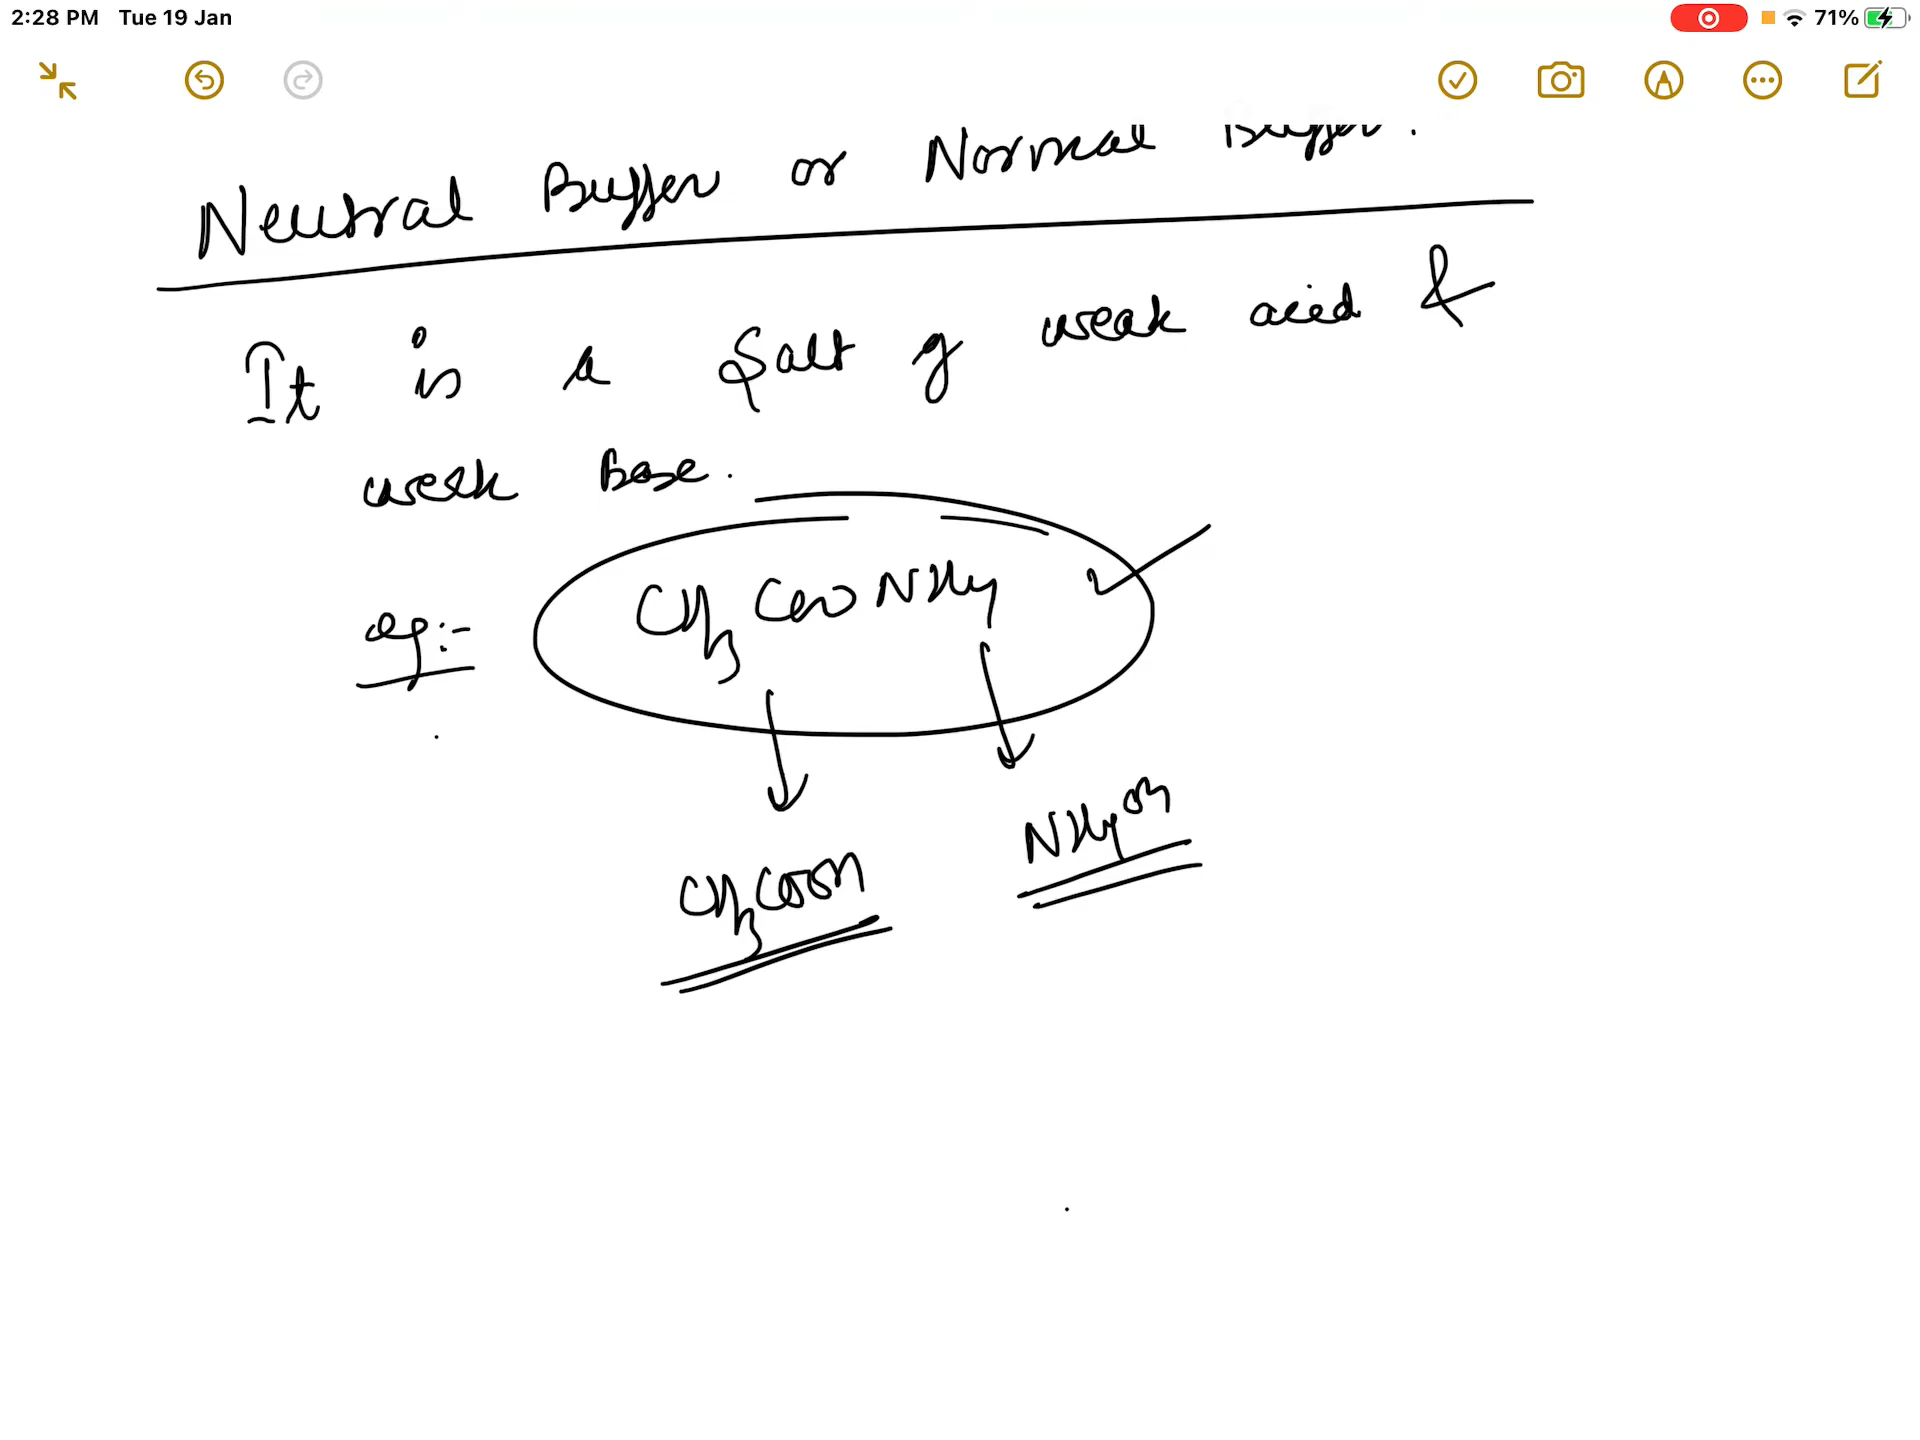 2:28 PM Tue 19 Jan
71%
Neutral Buffer or Normal Buffer.
It is a Salt of weak acid &
weak Base.
eg:- CH3COONH4
NH4OH
CH3COOH